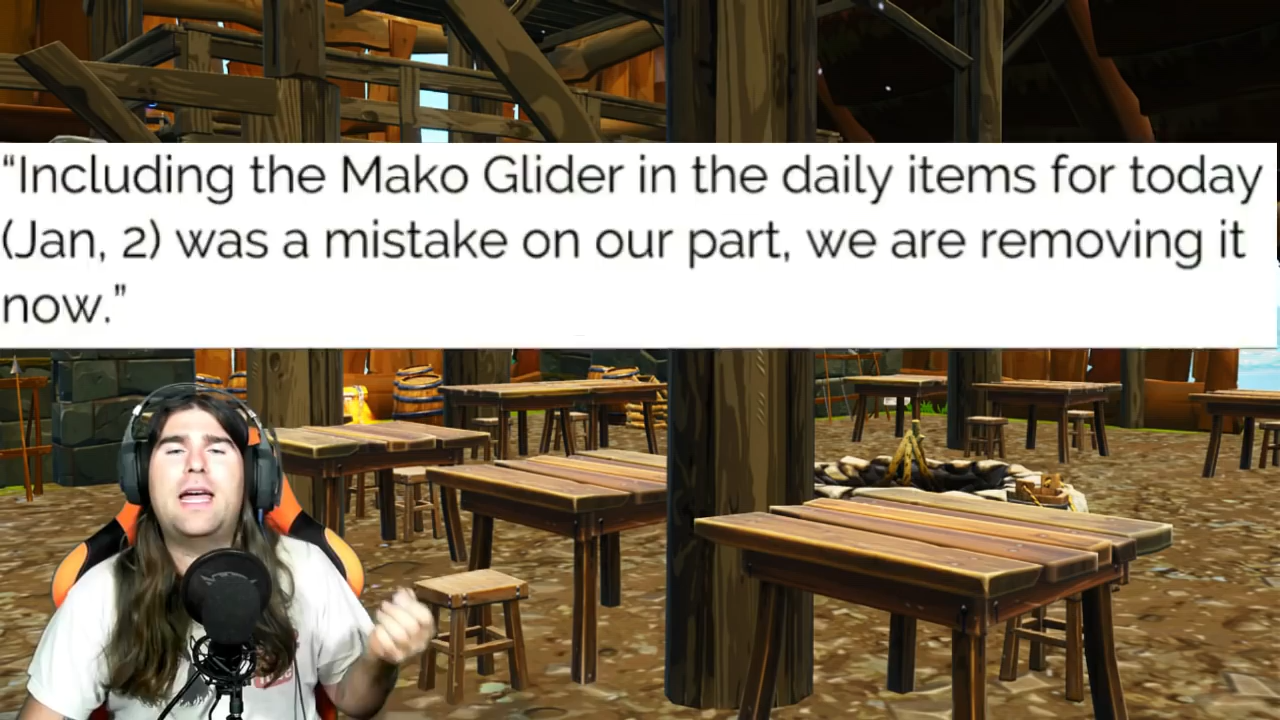 “Including the Mako Glider in the daily items for today
(Jan, 2) was a mistake on our part, we are removing it
now.”